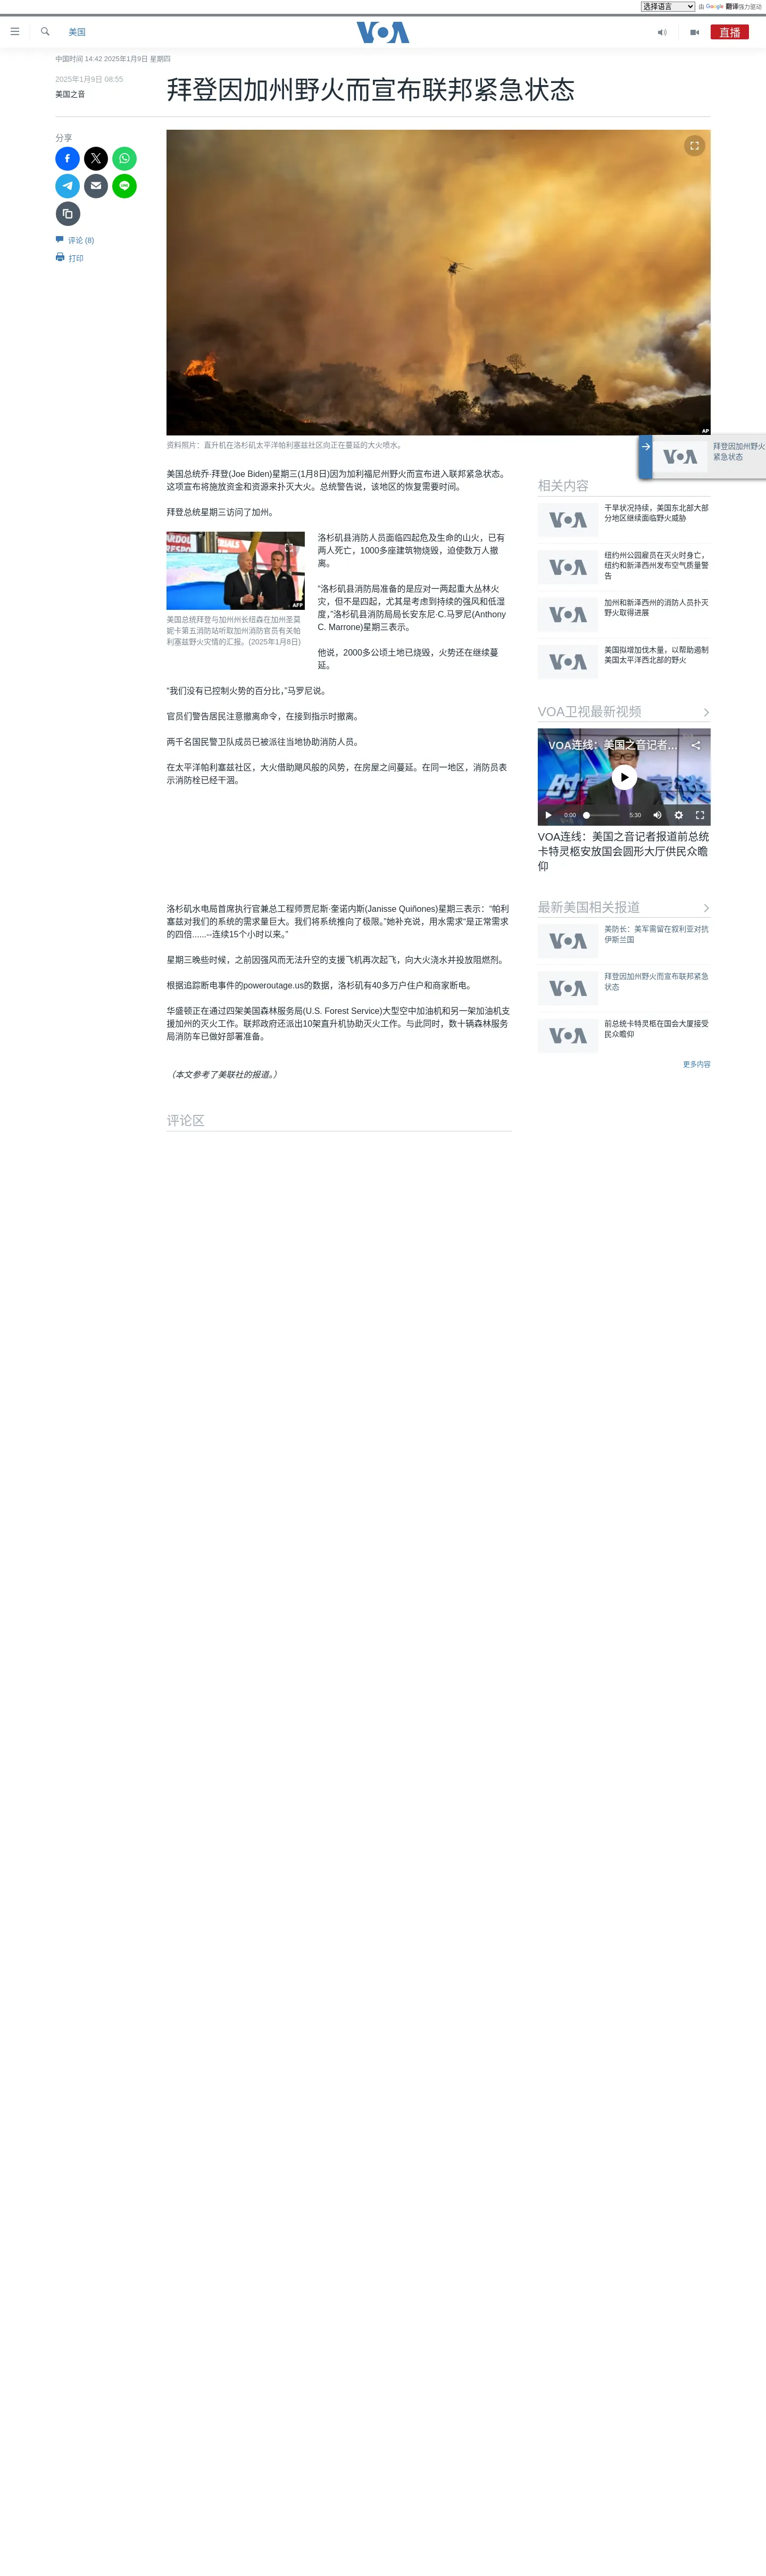 选择语言
由 Google 翻译强力驱动
美国
VOA
直播
中国时间 14:42 2025年1月9日 星期四
2025年1月9日 08:55
美国之音
拜登因加州野火而宣布联邦紧急状态
分享
评论 (8)
打印
AP
资料照片：直升机在洛杉矶太平洋帕利塞兹社区向正在蔓延的大火喷水。
美国总统乔·拜登(Joe Biden)星期三(1月8日)因为加利福尼州野火而宣布进入联邦紧急状态。
这项宣布将施放资金和资源来扑灭大火。总统警告说，该地区的恢复需要时间。
拜登总统星期三访问了加州。
AFP
美国总统拜登与加州州长纽森在加州圣莫
妮卡第五消防站听取加州消防官员有关帕
利塞兹野火灾情的汇报。(2025年1月8日)
洛杉矶县消防人员面临四起危及生命的山火，已有
两人死亡，1000多座建筑物烧毁，迫使数万人撤
离。
“洛杉矶县消防局准备的是应对一两起重大丛林火
灾，但不是四起，尤其是考虑到持续的强风和低湿
度，”洛杉矶县消防局局长安东尼·C.马罗尼(Anthony
C. Marrone)星期三表示。
他说，2000多公顷土地已烧毁，火势还在继续蔓
延。
“我们没有已控制火势的百分比，”马罗尼说。
官员们警告居民注意撤离命令，在接到指示时撤离。
两千名国民警卫队成员已被派往当地协助消防人员。
在太平洋帕利塞兹社区，大火借助飓风般的风势，在房屋之间蔓延。在同一地区，消防员表
示消防栓已经干涸。
洛杉矶水电局首席执行官兼总工程师贾尼斯·奎诺内斯(Janisse Quiñones)星期三表示：“帕利
塞兹对我们的系统的需求量巨大。我们将系统推向了极限。”她补充说，用水需求“是正常需求
的四倍......--连续15个小时以来。”
星期三晚些时候，之前因强风而无法升空的支援飞机再次起飞，向大火浇水并投放阻燃剂。
根据追踪断电事件的poweroutage.us的数据，洛杉矶有40多万户住户和商家断电。
华盛顿正在通过四架美国森林服务局(U.S. Forest Service)大型空中加油机和另一架加油机支
援加州的灭火工作。联邦政府还派出10架直升机协助灭火工作。与此同时，数十辆森林服务
局消防车已做好部署准备。
（本文参考了美联社的报道。）
评论区
VOA
拜登因加州野火
紧急状态
相关内容
VOA
干旱状况持续，美国东北部大部
分地区继续面临野火威胁
VOA
纽约州公园雇员在灭火时身亡，
纽约和新泽西州发布空气质量警
告
VOA
加州和新泽西州的消防人员扑灭
野火取得进展
VOA
美国拟增加伐木量，以帮助遏制
美国太平洋西北部的野火
VOA卫视最新视频
VOA连线：美国之音记者...
0:00
5:30
VOA连线：美国之音记者报道前总统
卡特灵柩安放国会圆形大厅供民众瞻
仰
最新美国相关报道
VOA
美防长：美军需留在叙利亚对抗
伊斯兰国
VOA
拜登因加州野火而宣布联邦紧急
状态
VOA
前总统卡特灵柩在国会大厦接受
民众瞻仰
更多内容